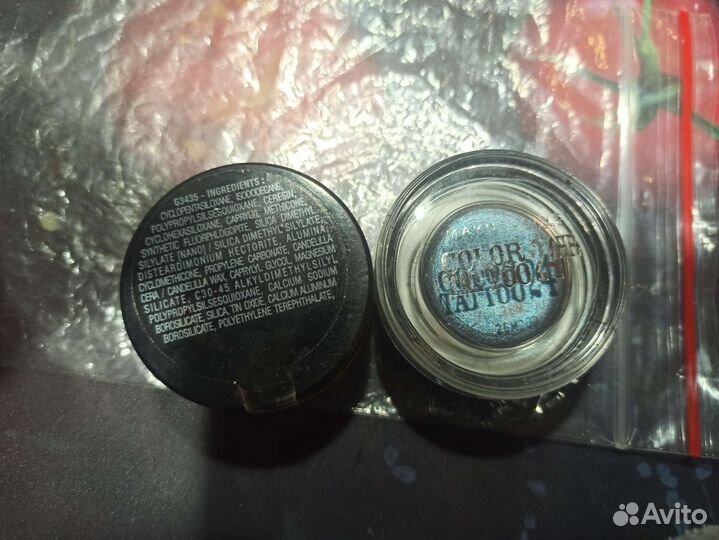 G3435 - INGREDIENTS :
CYCLOPENTASILOXANE, ISODODECANE,
POLYPROPYLSILSESQUIOXANE, CERESIN,
CYCLOHEXASILOXANE, CAPRYLYL METHICONE,
SYNTHETIC FLUORPHLOGOPITE, SILICA DIMETHYL
SILYLATE [NANO] / SILICA DIMETHYL SILYLATE,
DISTEARDIMONIUM HECTORITE, ALUMINA,
CYCLOMETHICONE, PROPYLENE CARBONATE, CANDELILLA
CERA / CANDELILLA WAX, CAPRYLYL GLYCOL, MAGNESIUM
SILICATE, C30-45 ALKYLDIMETHYLSILYL
POLYPROPYLSILSESQUIOXANE, CALCIUM SODIUM
BOROSILICATE, SILICA, TIN OXIDE, CALCIUM ALUMINUM
BOROSILICATE, POLYETHYLENE TEREPHTHALATE,
COLOR
TATTOO
Avito